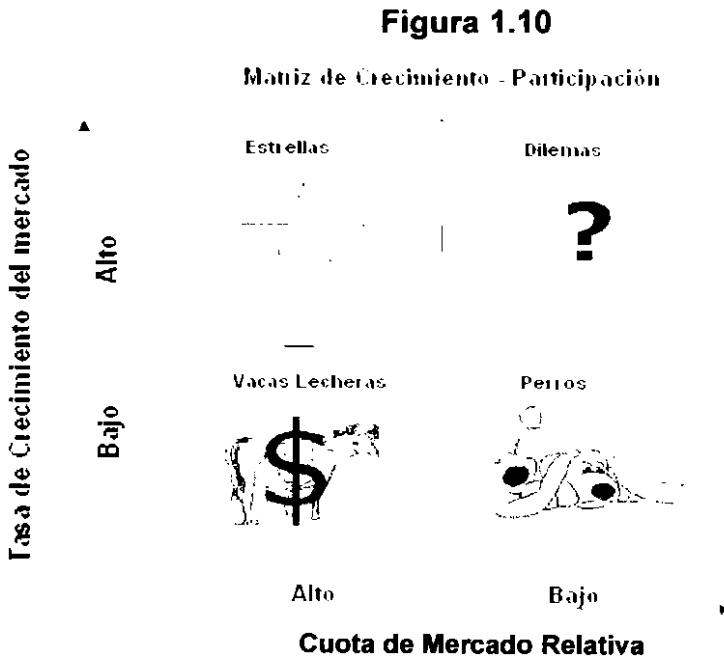 Figura 1.10
Matriz de Crecimiento - Participación
Tasa de Crecimiento del mercado
Alto
Bajo
Estrellas
Dilemas
?
Vacas Lecheras
Perros
$
Alto
Bajo
Cuota de Mercado Relativa